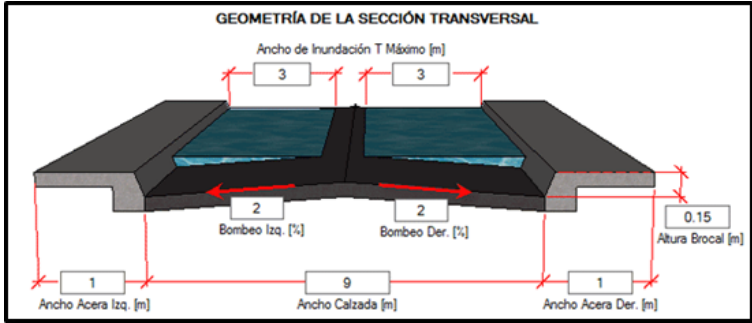 GEOMETRÍA DE LA SECCIÓN TRANSVERSAL
Ancho de Inundación T Máximo [m]
3 3
2 2
Bombeo Izq. [%] Bombeo Der. [%]
0.15
Altura Brocal [m]
1 9 1
Ancho Acera Izq. [m] Ancho Calzada [m] Ancho Acera Der. [m]